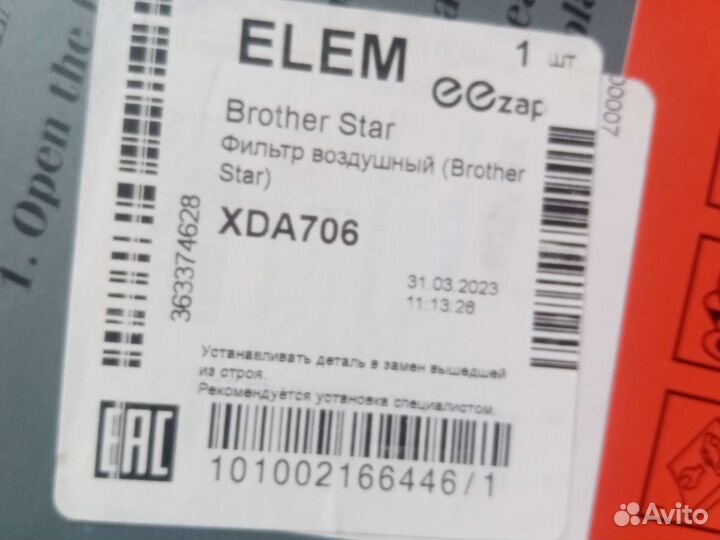 1. Open the
ELEM
1 шт
eezap
Brother Star
Фильтр воздушный (Brother
Star)
XDA706
31.03.2023
11:13:26
363374628
Устанавливать деталь в замен вышедшей
из строя.
Рекомендуется установка специалистом.
EAC
101002166446/1
Avito